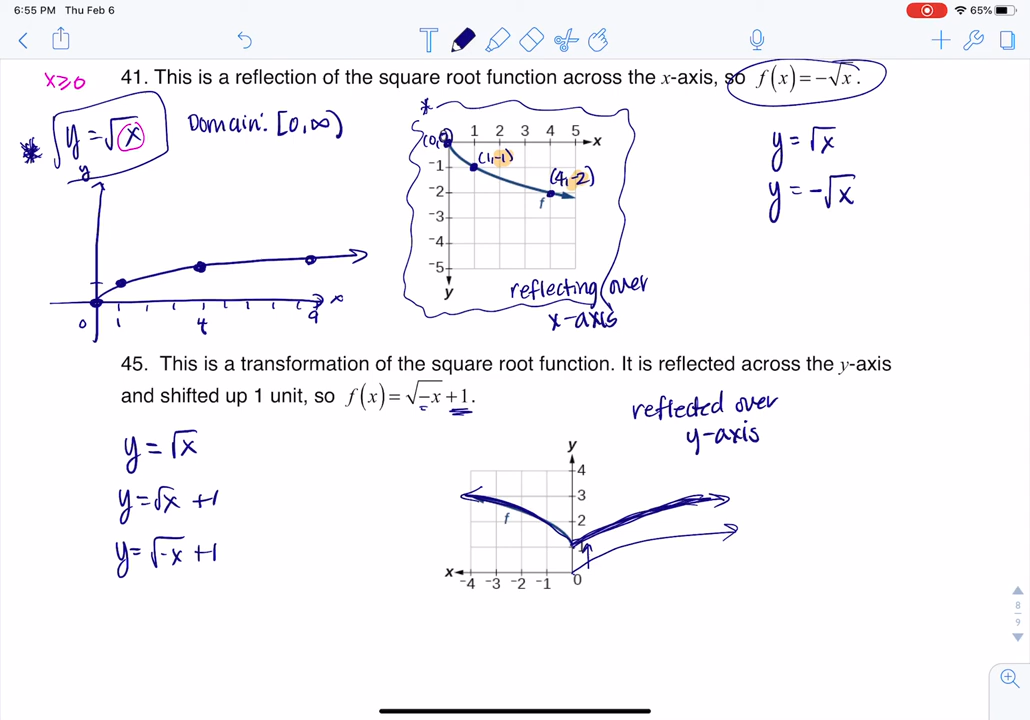 6:55 PM Thu Feb 6
65%
x≥0
41. This is a reflection of the square root function across the x-axis, so f(x) = −√x.
y = √x
Domain: [0,∞)
y
0
1
4
9
x
*
(0,0)
1 2 3 4 5
x
(1,-1)
(4,-2)
-1
-2
-3
-4
-5
f
y
reflecting over
x-axis
y = √x
y = -√x
45. This is a transformation of the square root function. It is reflected across the y-axis
and shifted up 1 unit, so f(x) = √−x + 1.
reflected over
y-axis
y = √x
y = √x +1
y = √-x +1
y
4
3
2
1
f
x
-4 -3 -2 -1 0
8
9